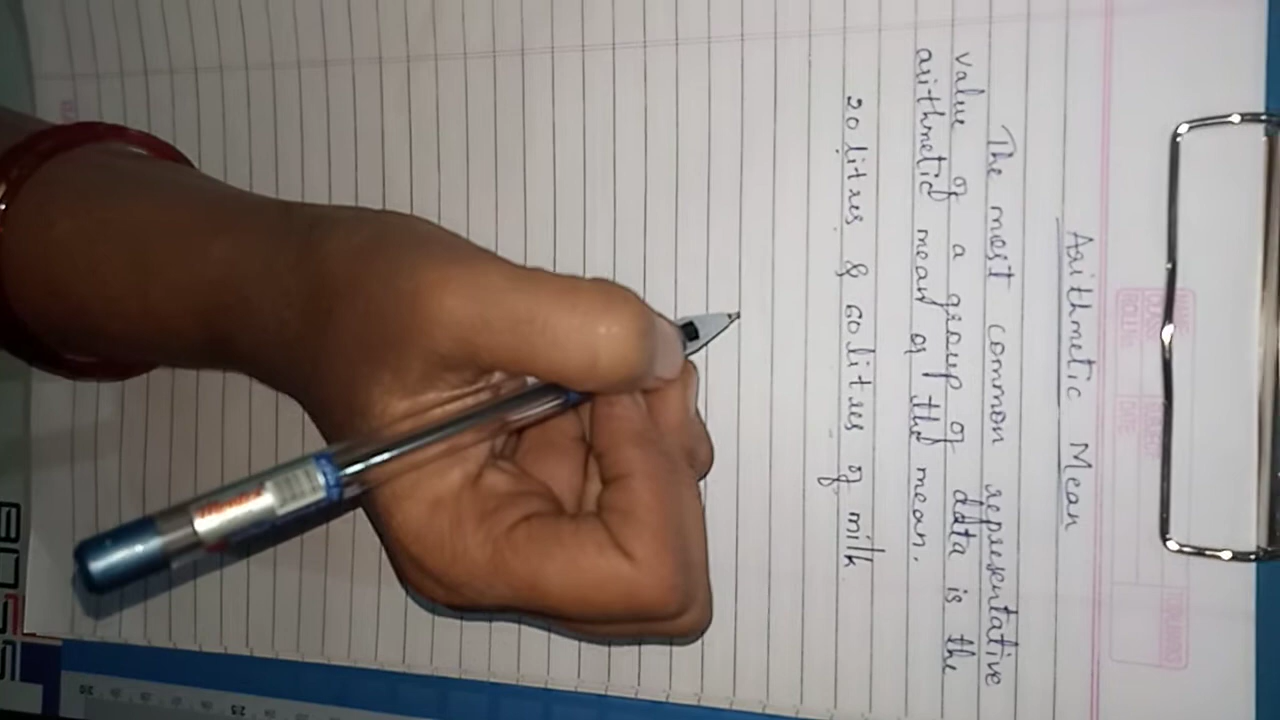 Arithmetic Mean
The most common representative
value of a group of data is the
arithmetic mean or the mean.
20 litres & 60 litres of milk